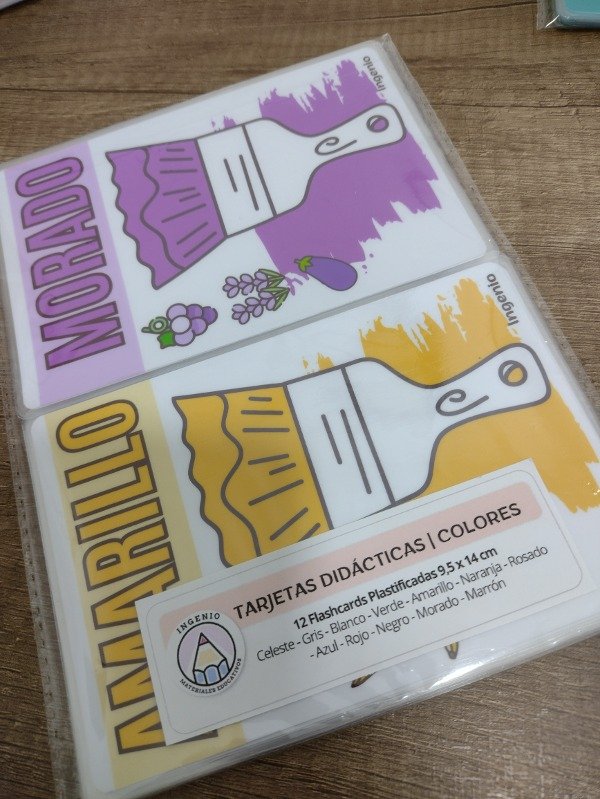 MORADO
Ingenio
AMARILLO
Ingenio
TARJETAS DIDÁCTICAS | COLORES
12 Flashcards Plastificadas 9,5 x 14 cm
Celeste - Gris - Blanco - Verde - Amarillo - Naranja - Rosado
- Azul - Rojo - Negro - Morado - Marrón
INGENIO
MATERIALES EDUCATIVOS